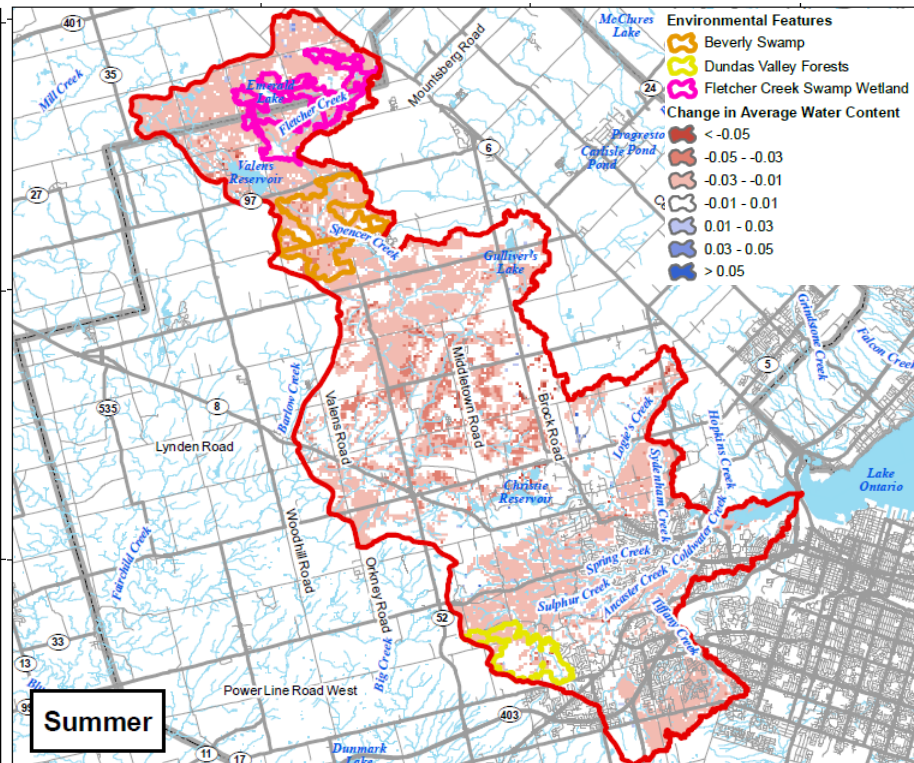 401
35
Mill Creek
Emerald
Lake
Fletcher Creek
Valens
Reservoir
27
97
Mountsberg Road
McClures
Lake
24
6
Carlisle Pond
Pond
Environmental Features
Beverly Swamp
Dundas Valley Forests
Fletcher Creek Swamp Wetland
Change in Average Water Content
< -0.05
-0.05 - -0.03
-0.03 - -0.01
-0.01 - 0.01
0.01 - 0.03
0.03 - 0.05
> 0.05
Spencer Creek
Gulliver's
Lake
Grindstone Creek
Falcon Creek
5
535
8
Barlow Creek
Valens Road
Middletown Road
Brock Road
Logie's Creek
Hopkins Creek
Sydenham Creek
Lynden Road
Christie
Reservoir
Lake
Ontario
Woodhill Road
Fairchild Creek
Orkney Road
Spring Creek
Coldwater Creek
Sulphur Creek
Ancaster Creek
Tiffany Creek
52
33
13
Big Creek
Power Line Road West
403
Summer
11
17
Dunmark
Lake